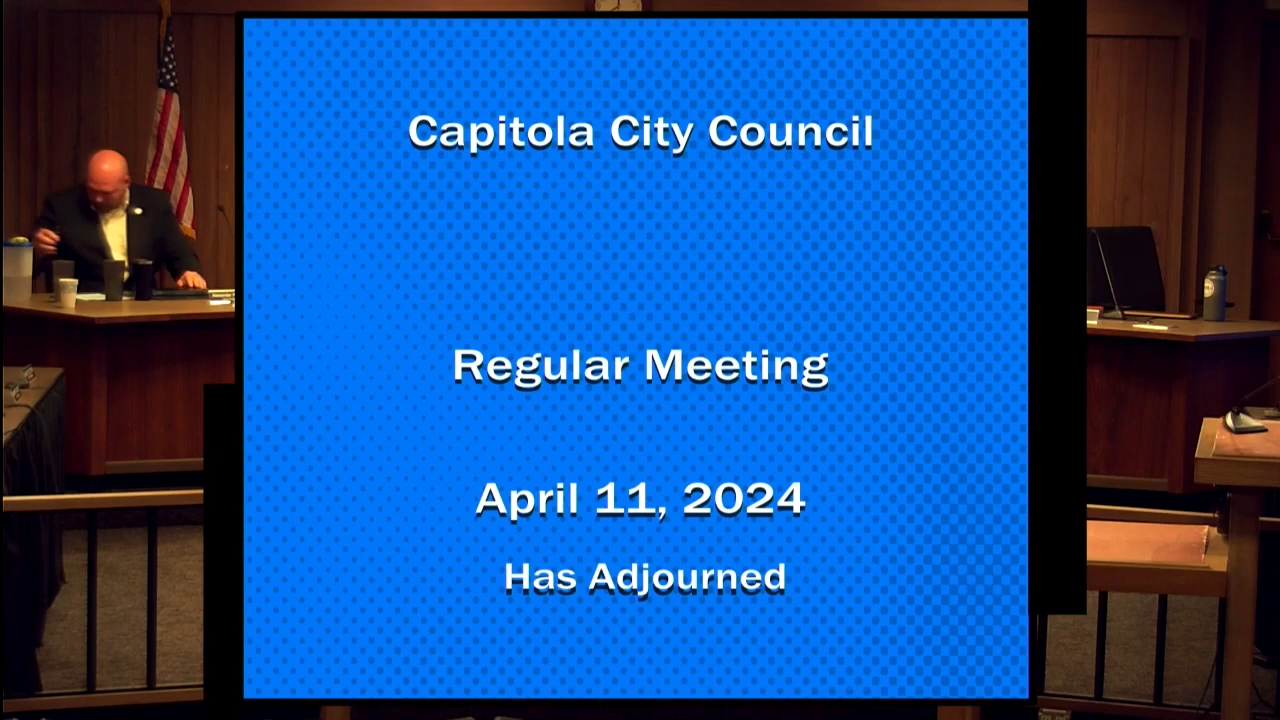 Capitola City Council
Regular Meeting
April 11, 2024
Has Adjourned